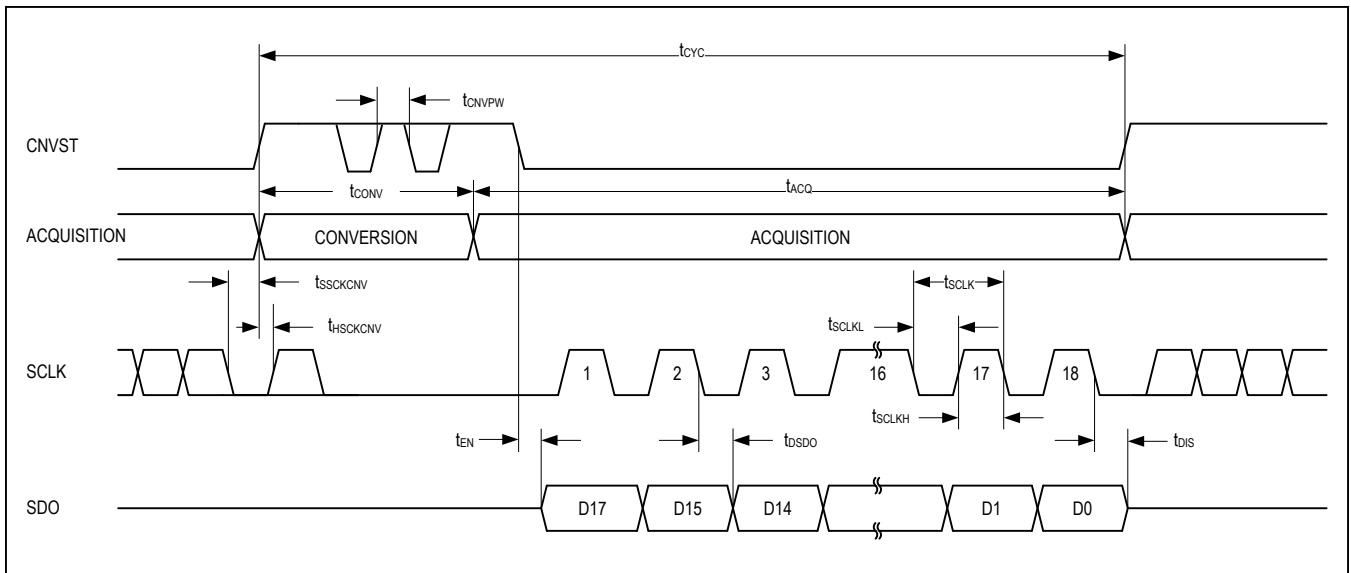 tCYC
tCNVPW
CNVST
tCONV
tACQ
ACQUISITION
CONVERSION
ACQUISITION
tSSCKCNV
tSCLK
tHSCKCNV
tSCLKL
SCLK
1
2
3
16
17
18
tSCLKH
tEN
tDSDO
tDIS
SDO
D17
D15
D14
D1
D0